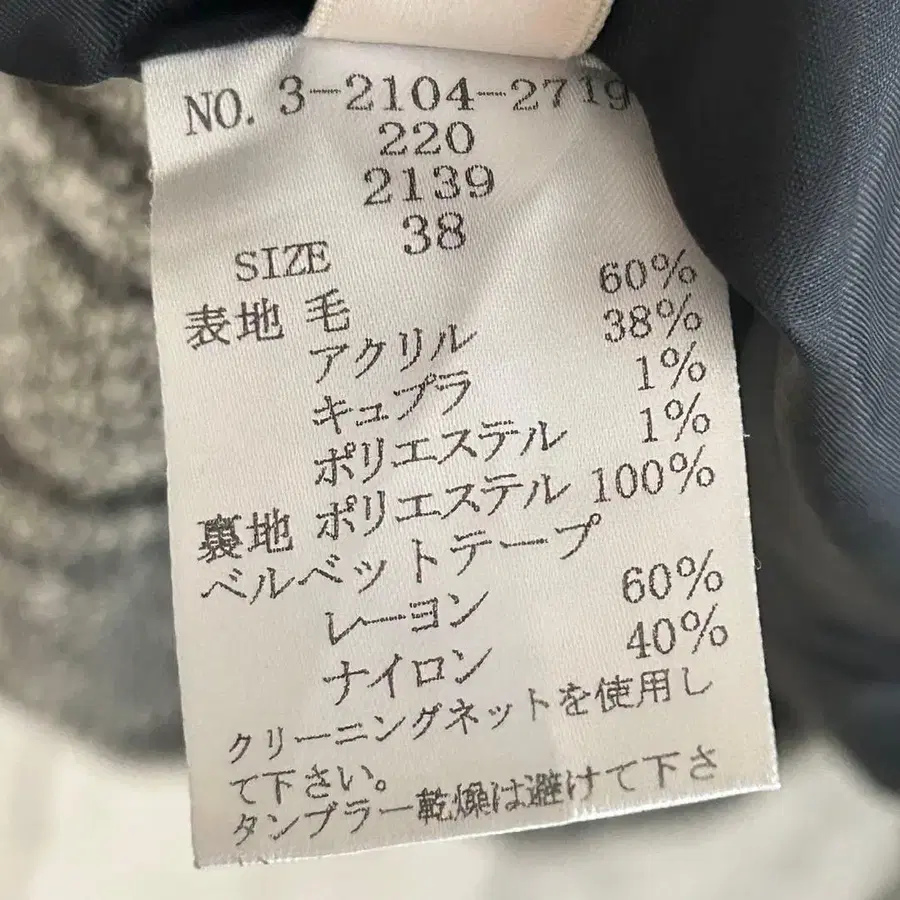 NO. 3-2104-2719
220
2139
SIZE 38
表地 毛 60%
アクリル 38%
キュプラ 1%
ポリエステル 1%
裏地 ポリエステル 100%
ベルベットテープ
レーヨン 60%
ナイロン 40%
クリーニングネットを使用し
て下さい。
タンブラー乾燥は避けて下さ